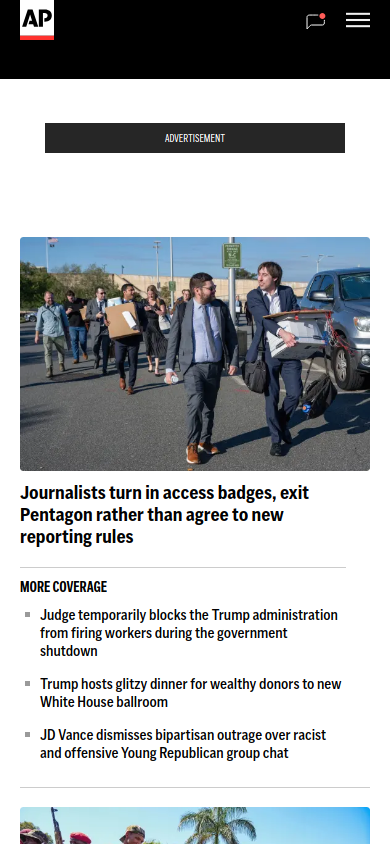 AP
ADVERTISEMENT
Journalists turn in access badges, exit
Pentagon rather than agree to new
reporting rules
MORE COVERAGE
Judge temporarily blocks the Trump administration
from firing workers during the government
shutdown
Trump hosts glitzy dinner for wealthy donors to new
White House ballroom
JD Vance dismisses bipartisan outrage over racist
and offensive Young Republican group chat